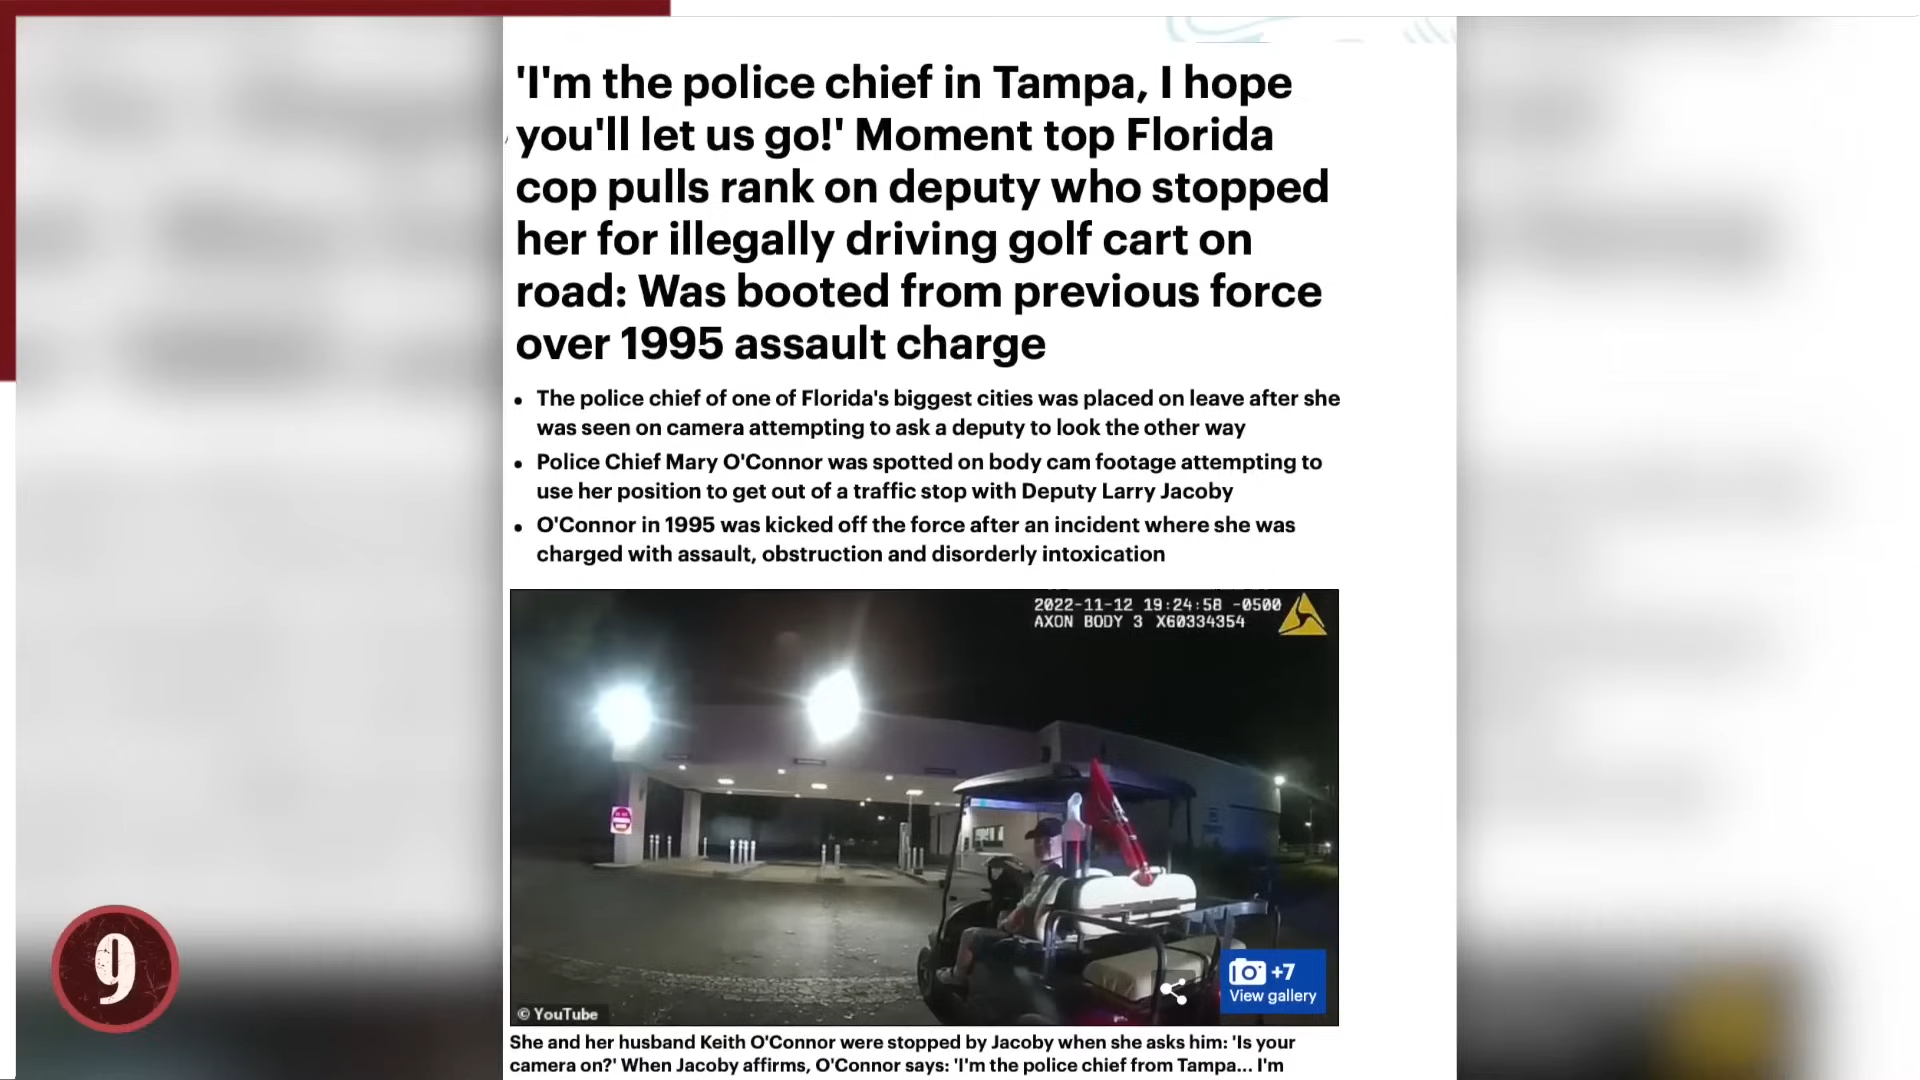 'I'm the police chief in Tampa, I hope
you'll let us go!' Moment top Florida
cop pulls rank on deputy who stopped
her for illegally driving golf cart on
road: Was booted from previous force
over 1995 assault charge
• The police chief of one of Florida's biggest cities was placed on leave after she
was seen on camera attempting to ask a deputy to look the other way
• Police Chief Mary O'Connor was spotted on body cam footage attempting to
use her position to get out of a traffic stop with Deputy Larry Jacoby
• O'Connor in 1995 was kicked off the force after an incident where she was
charged with assault, obstruction and disorderly intoxication
2022-11-12 19:24:58 -0500
AXON BODY 3 X60334354
+7
View gallery
© YouTube
She and her husband Keith O'Connor were stopped by Jacoby when she asks him: 'Is your
camera on?' When Jacoby affirms, O'Connor says: 'I'm the police chief from Tampa... I'm
9